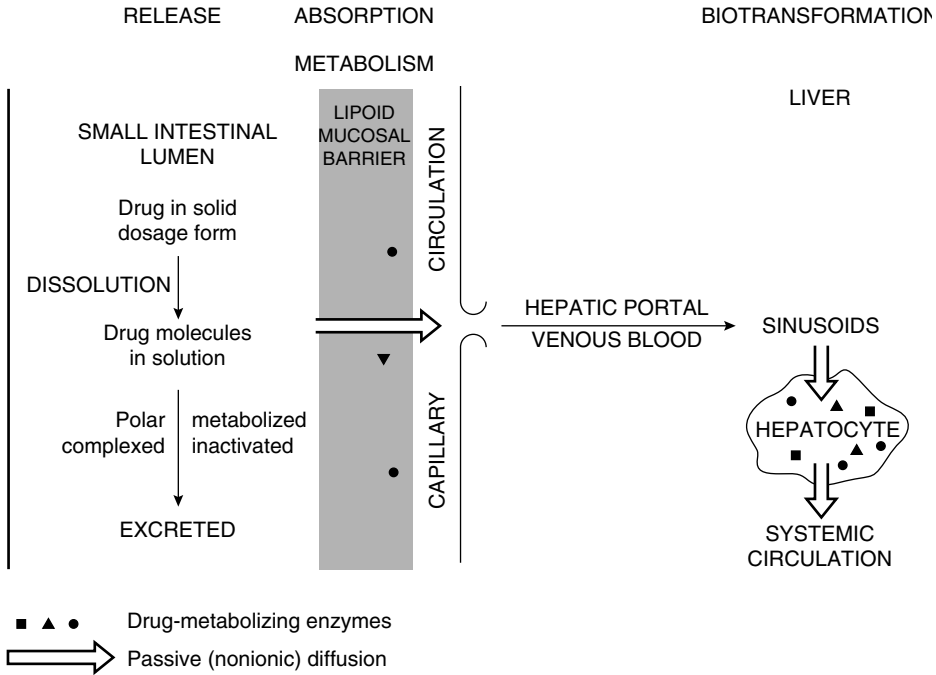 RELEASE
ABSORPTION
BIOTRANSFORMATION
METABOLISM
LIVER
LIPOID
MUCOSAL
BARRIER
SMALL INTESTINAL
LUMEN
Drug in solid
dosage form
DISSOLUTION
Drug molecules
in solution
Polar
complexed
metabolized
inactivated
EXCRETED
CIRCULATION
CAPILLARY
HEPATIC PORTAL
VENOUS BLOOD
SINUSOIDS
HEPATOCYTE
SYSTEMIC
CIRCULATION
Drug-metabolizing enzymes
Passive (nonionic) diffusion